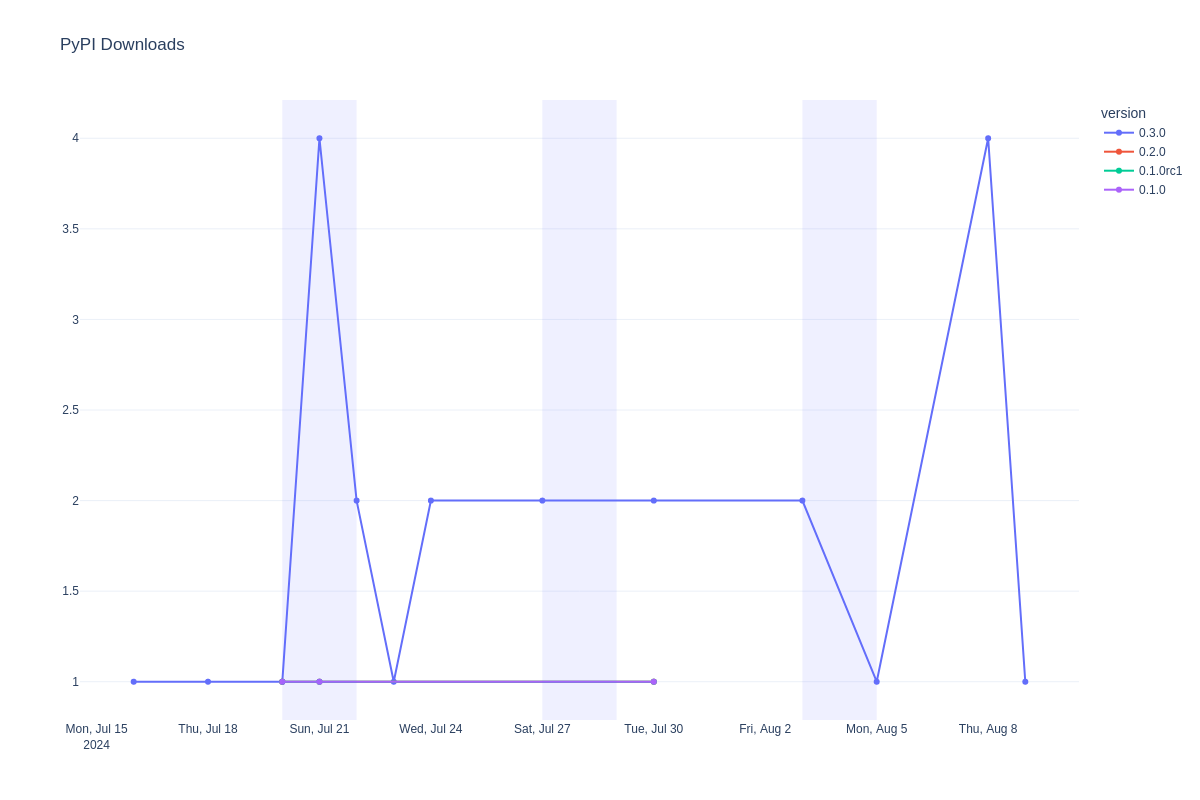 PyPI Downloads
version
0.3.0
0.2.0
0.1.0rc1
0.1.0
4
3.5
3
2.5
2
1.5
1
Mon, Jul 15
2024
Thu, Jul 18
Sun, Jul 21
Wed, Jul 24
Sat, Jul 27
Tue, Jul 30
Fri, Aug 2
Mon, Aug 5
Thu, Aug 8